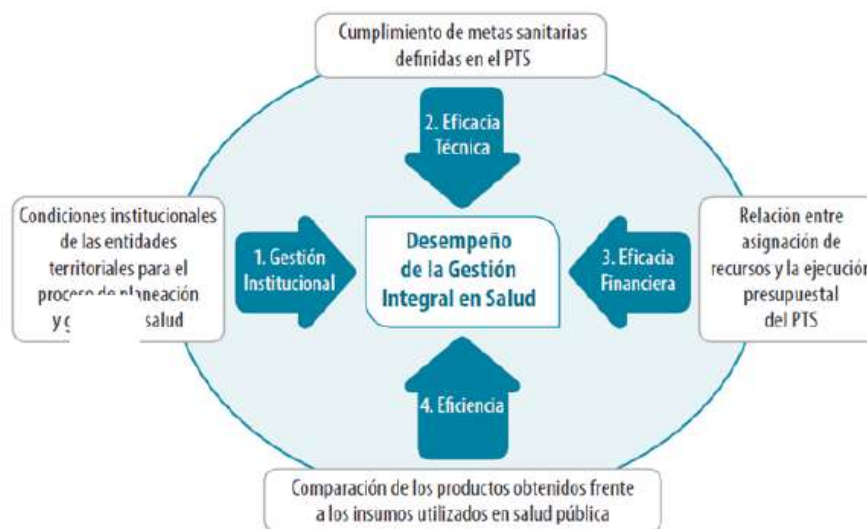 Cumplimiento de metas sanitarias
definidas en el PTS
2. Eficacia
Técnica
Condiciones institucionales
de las entidades
territoriales para el
proceso de planeación
y salud
1. Gestión
Institucional
Desempeño
de la Gestión
Integral en Salud
3. Eficacia
Financiera
Relación entre
asignación de
recursos y la ejecución
presupuestal
del PTS
4. Eficiencia
Comparación de los productos obtenidos frente
a los insumos utilizados en salud pública